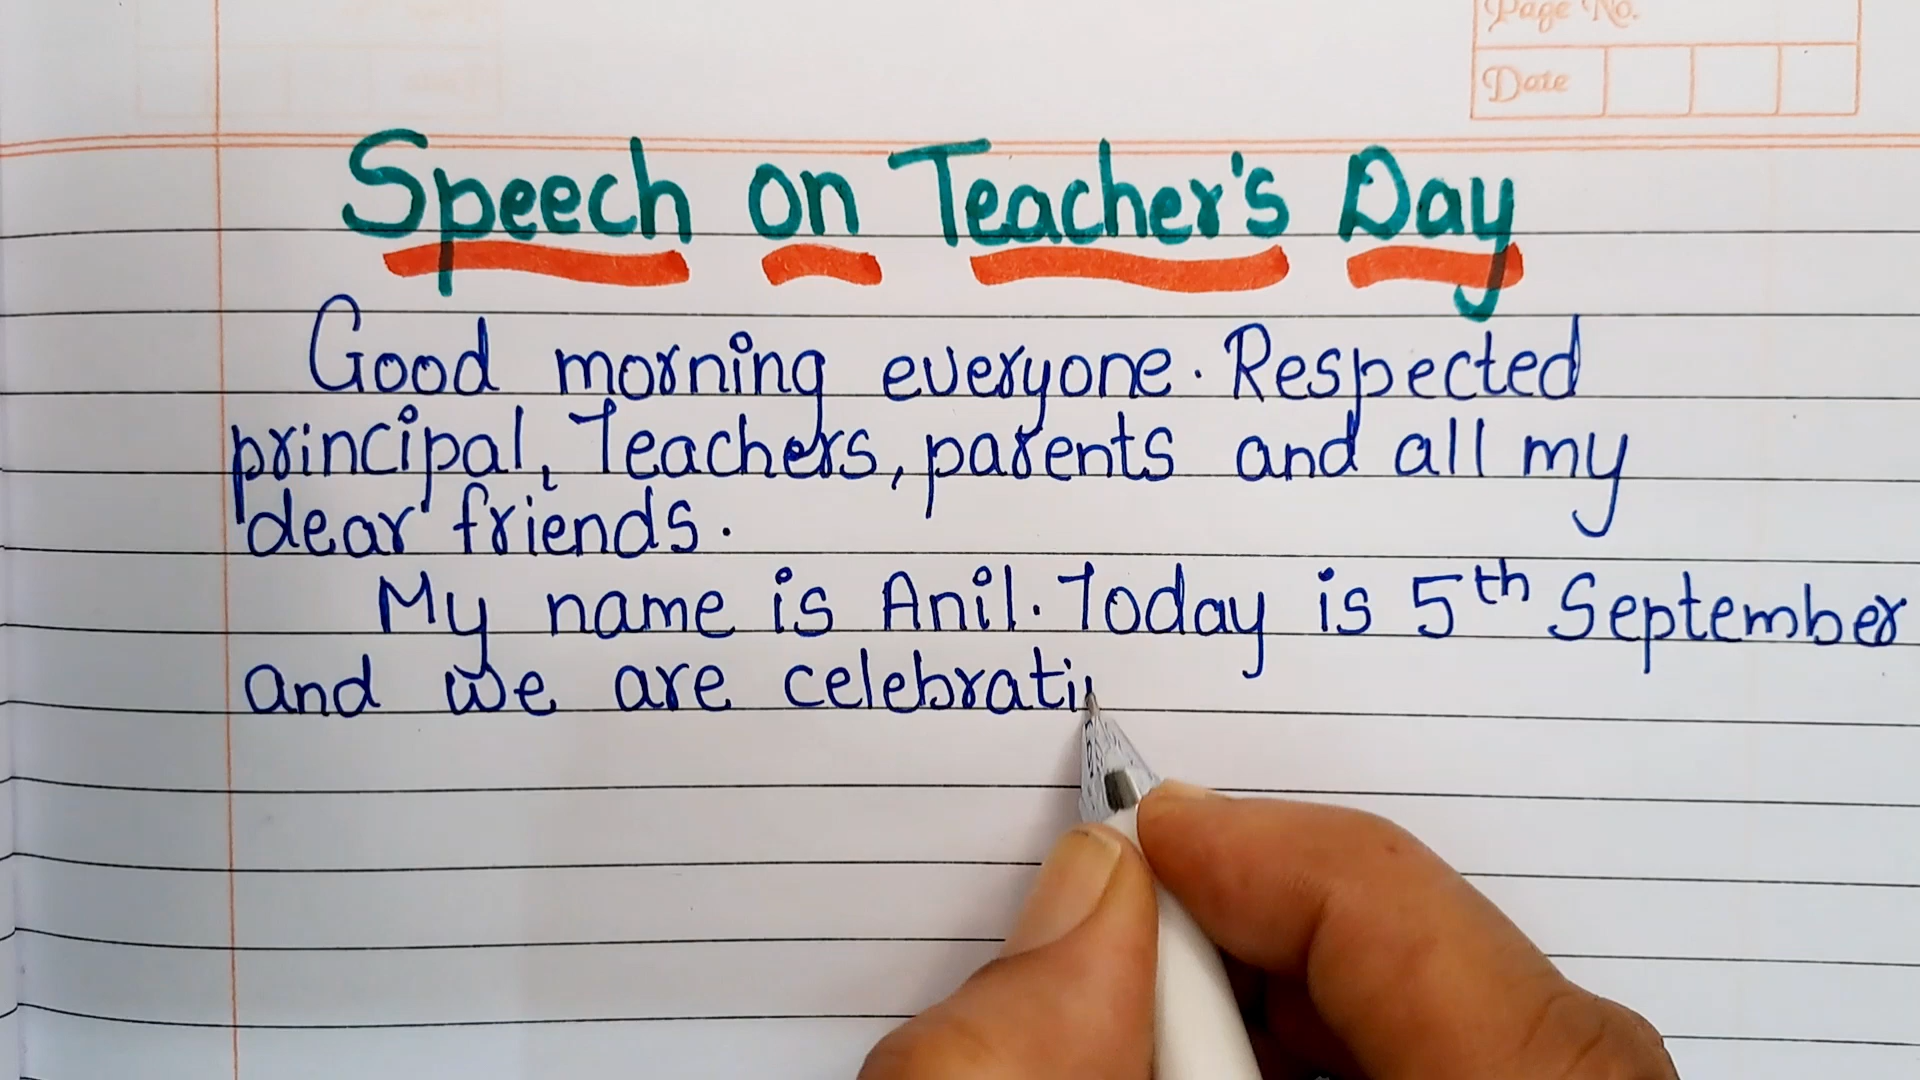 Page No.
Date
Speech on Teacher's Day
Good morning everyone. Respected
principal, Teachers, parents and all my
dear friends.
My name is Anil. Today is 5th September
and we are celebrati